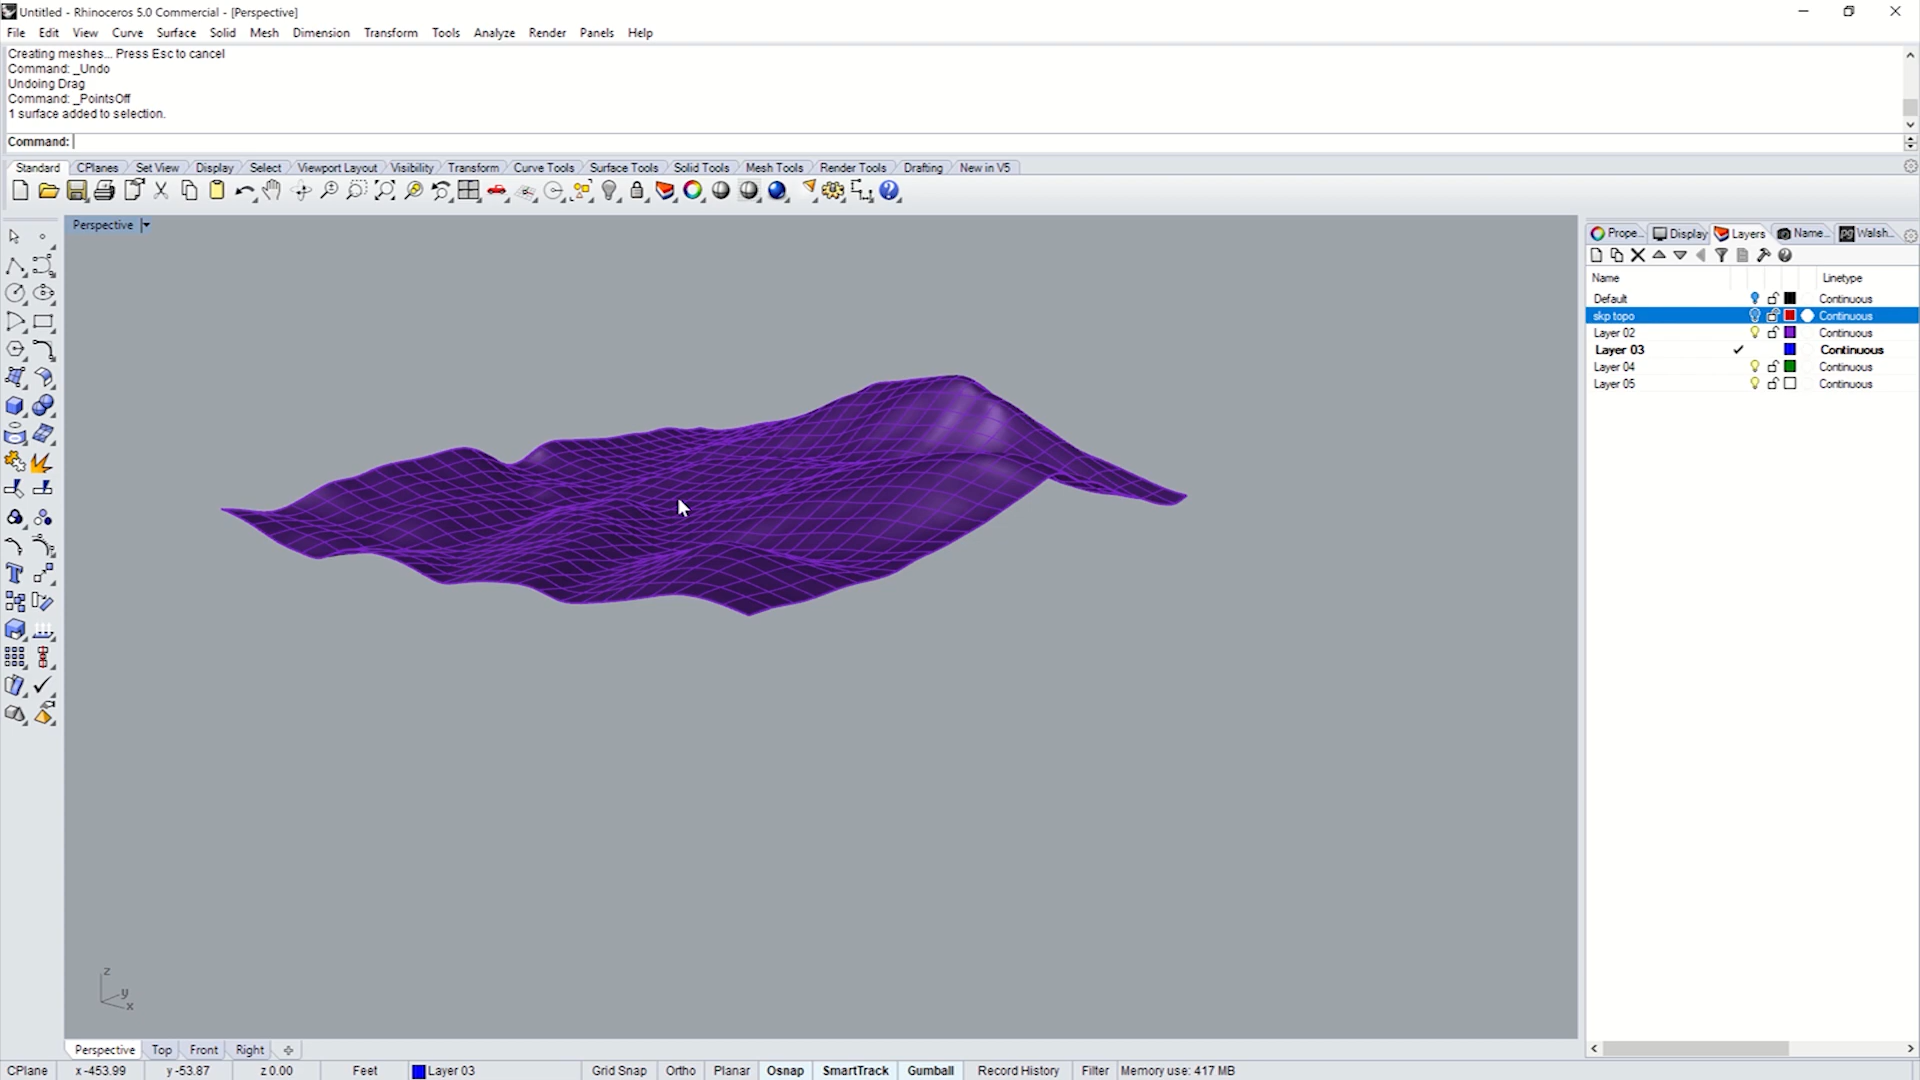 Untitled - Rhinoceros 5.0 Commercial - [Perspective]
File Edit View Curve Surface Solid Mesh Dimension Transform Tools Analyze Render Panels Help
Creating meshes... Press Esc to cancel
Command: _Undo
Undoing Drag
Command: _PointsOff
1 surface added to selection.
Command:
Standard CPlanes Set View Display Select Viewport Layout Visibility Transform Curve Tools Surface Tools Solid Tools Mesh Tools Render Tools Drafting New in V5
Perspective
Prope... Display Layers Name... Walsh...
Name Linetype
Default Continuous
skp topo Continuous
Layer 02 Continuous
Layer 03 Continuous
Layer 04 Continuous
Layer 05 Continuous
z
y
x
Perspective Top Front Right
CPlane x -453.99 y -53.87 z 0.00 Feet Layer 03 Grid Snap Ortho Planar Osnap SmartTrack Gumball Record History Filter Memory use: 417 MB